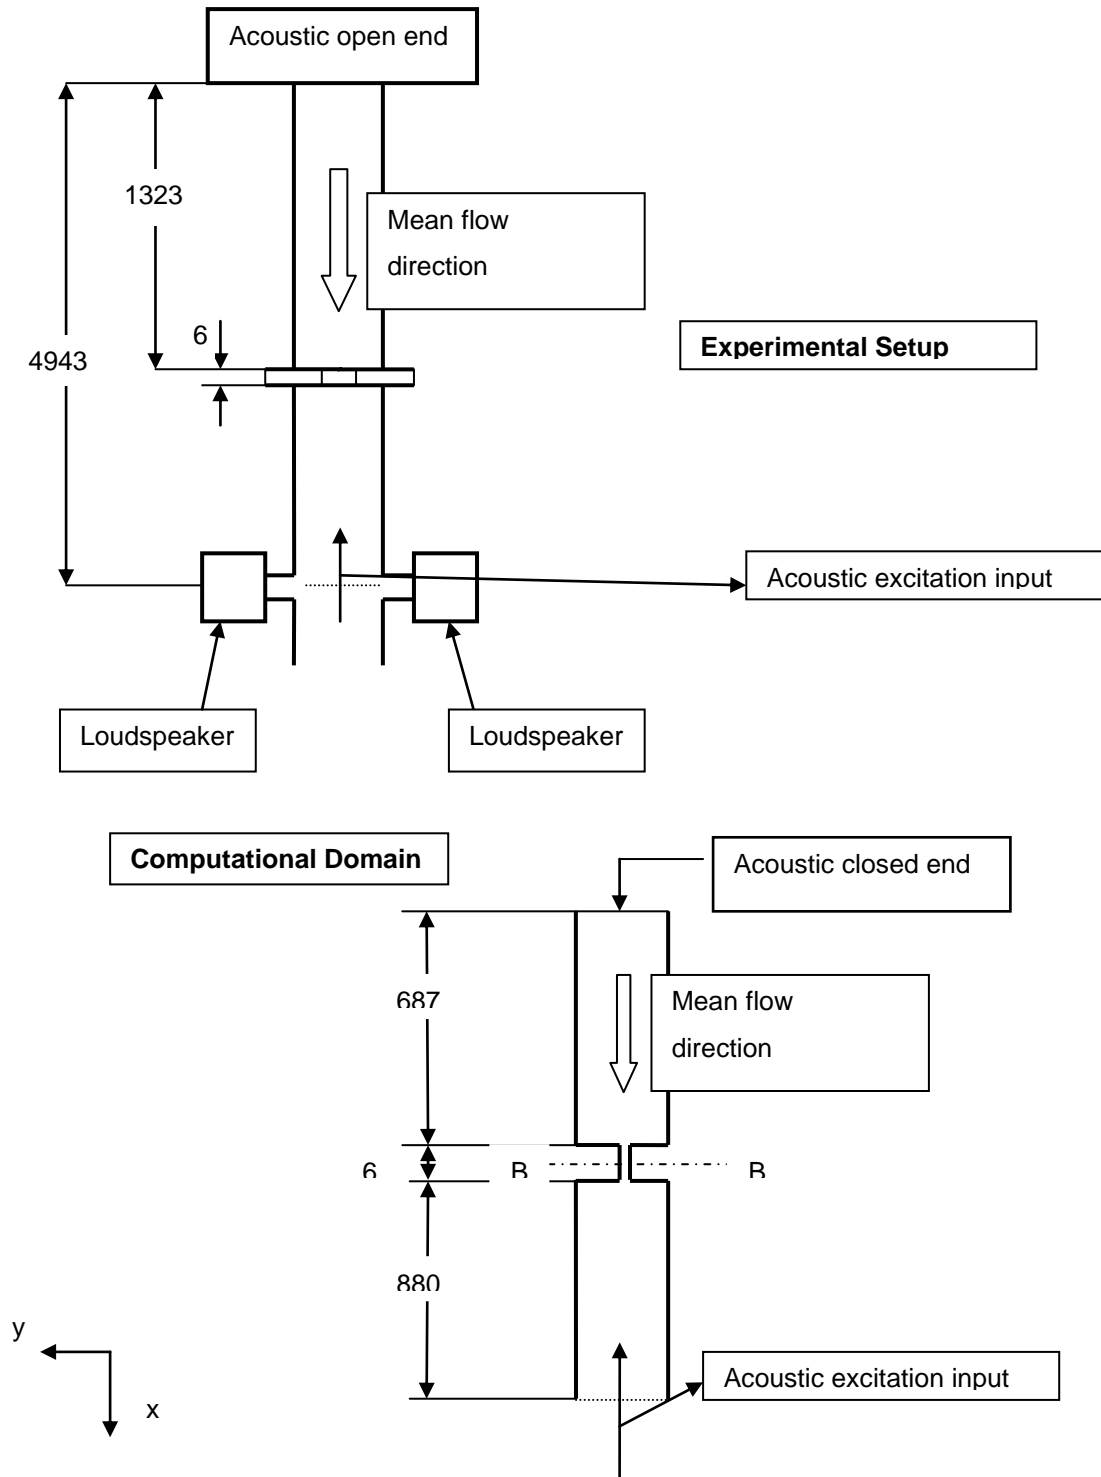 Acoustic open end
1323
Mean flow
direction
6
4943
Experimental Setup
Acoustic excitation input
Loudspeaker
Loudspeaker
Computational Domain
Acoustic closed end
687
Mean flow
direction
6
B
B
880
y
x
Acoustic excitation input